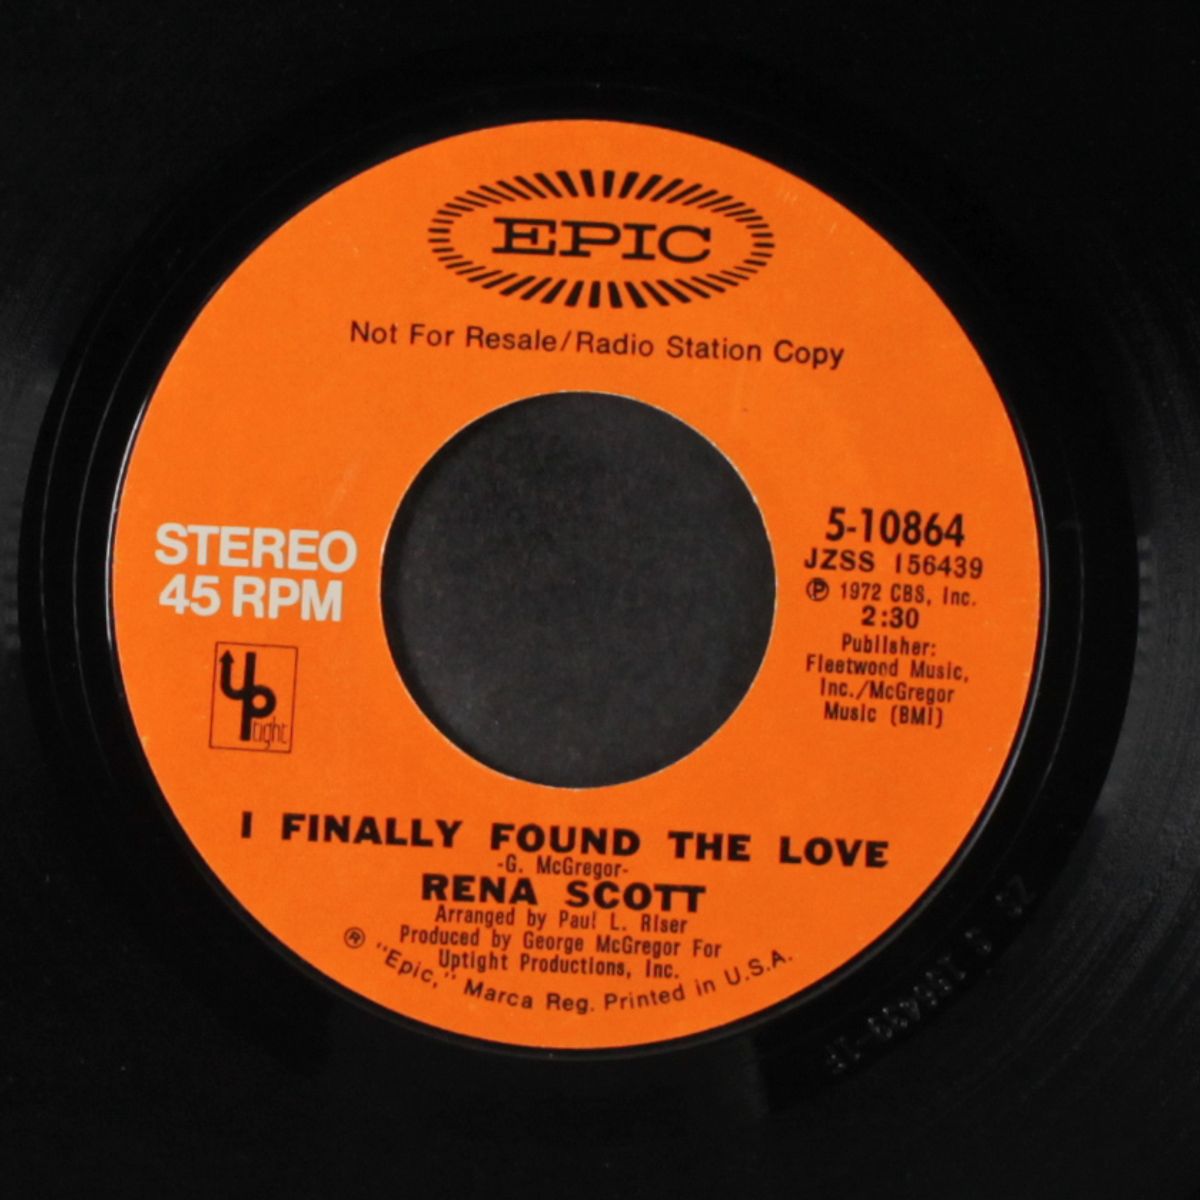 EPIC
Not For Resale/Radio Station Copy
STEREO
45 RPM
UPtight
5-10864
JZSS 156439
Ⓟ 1972 CBS, Inc.
2:30
Publisher:
Fleetwood Music,
Inc./McGregor
Music (BMI)
I FINALLY FOUND THE LOVE
-G. McGregor-
RENA SCOTT
Arranged by Paul L. Riser
Produced by George McGregor For
Uptight Productions, Inc.
® "Epic," Marca Reg. Printed in U.S.A.